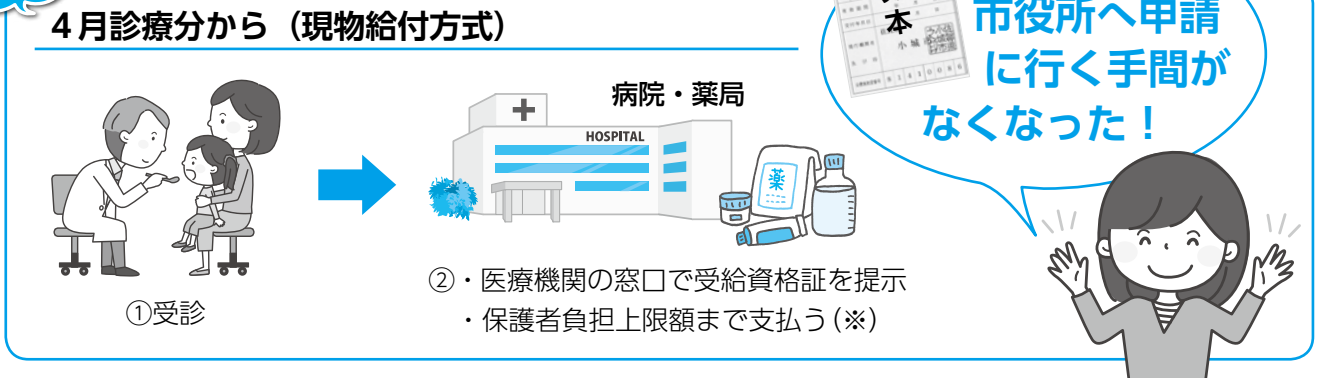 ４月診療分から（現物給付方式）
本
小城
市役所へ申請
に行く手間が
なくなった！
病院・薬局
HOSPITAL
薬
①受診
②・医療機関の窓口で受給資格証を提示
・保護者負担上限額まで支払う(※)